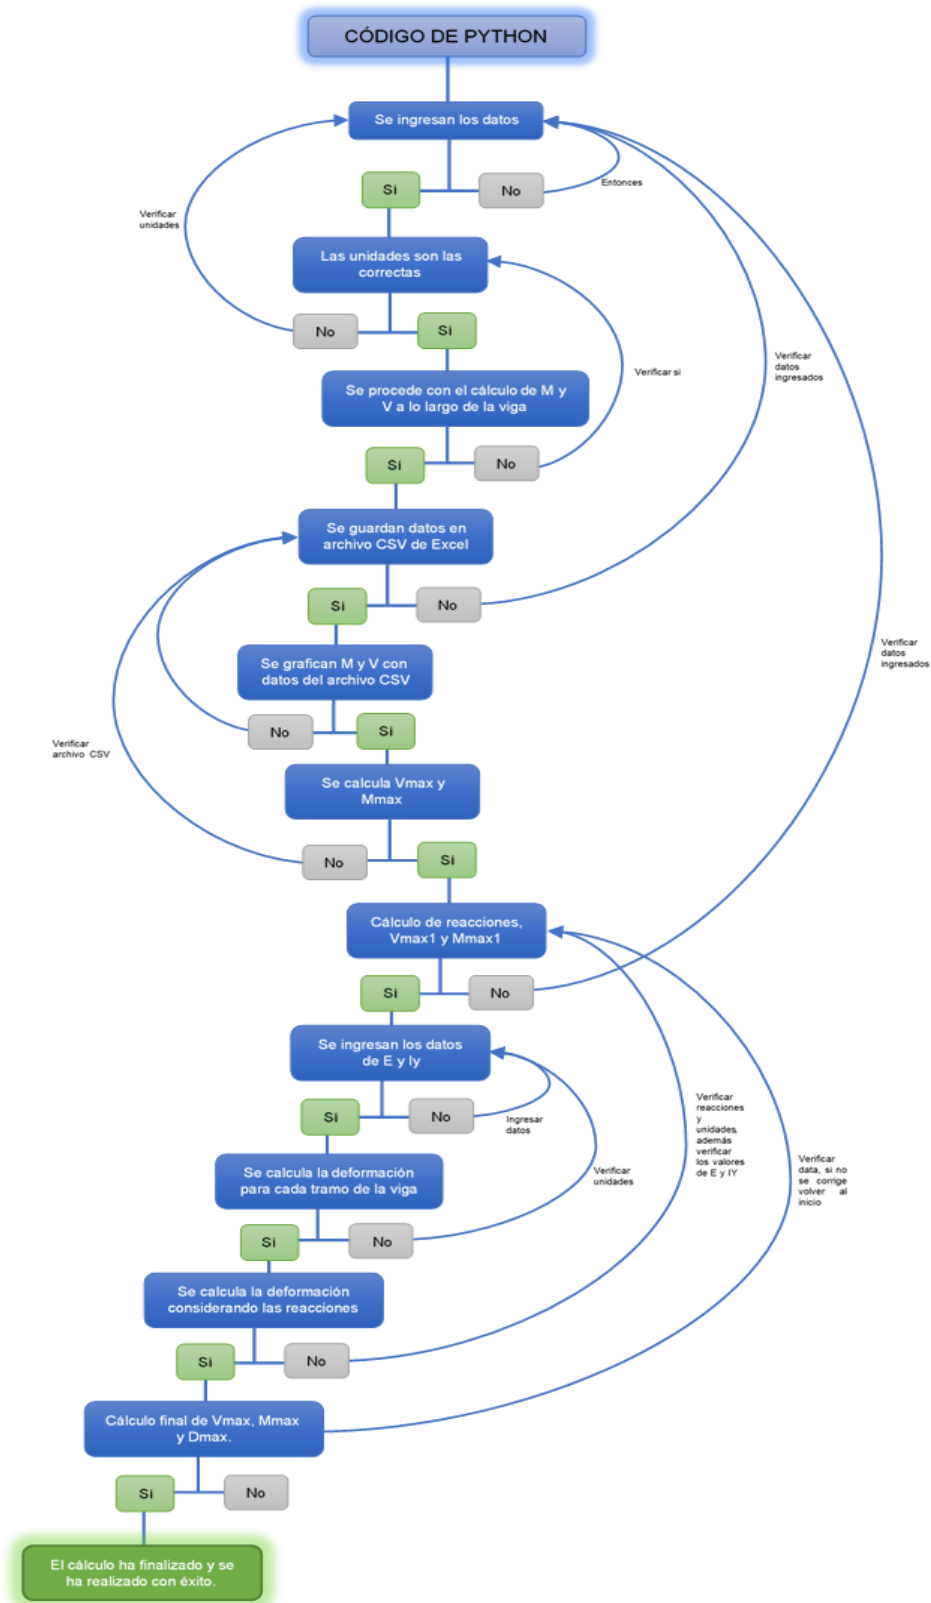 CÓDIGO DE PYTHON
Se ingresan los datos
Si
No
Entonces
Verificar
unidades
Las unidades son las
correctas
No
Si
Verificar si
Verificar
datos
ingresados
Se procede con el cálculo de M y
V a lo largo de la viga
Si
No
Se guardan datos en
archivo CSV de Excel
Si
No
Verificar
datos
ingresados
Se grafican M y V con
datos del archivo CSV
No
Si
Verificar
archivo CSV
Se calcula Vmax y
Mmax
No
Si
Cálculo de reacciones,
Vmax1 y Mmax1
Si
No
Se ingresan los datos
de E y Iy
Si
No
Ingresar
datos
Verificar
reacciones
y
unidades,
además
verificar
los valores
de E y IY
Se calcula la deformación
para cada tramo de la viga
Verificar
unidades
Verificar
data, si no
se corrige
volver al
inicio
Si
No
Se calcula la deformación
considerando las reacciones
Si
No
Cálculo final de Vmax, Mmax
y Dmax.
Si
No
El cálculo ha finalizado y se
ha realizado con éxito.